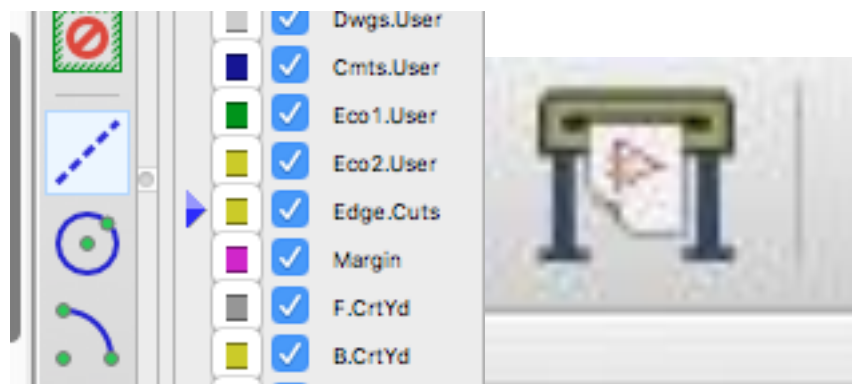 Dwgs.User
Cmts.User
Eco1.User
Eco2.User
Edge.Cuts
Margin
F.CrtYd
B.CrtYd